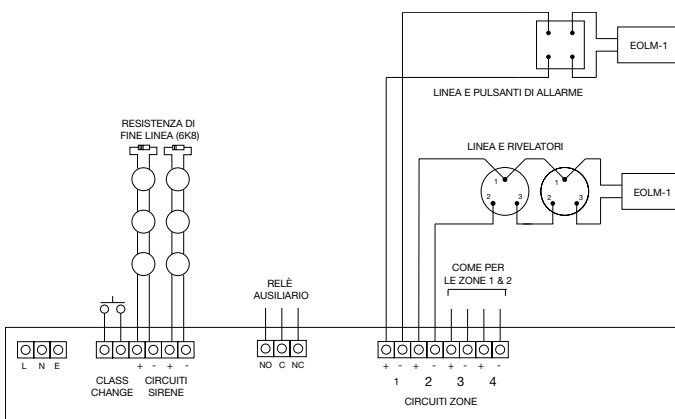 EOLM-1
LINEA E PULSANTI DI ALLARME
RESISTENZA DI
FINE LINEA (6K8)
LINEA E RIVELATORI
1
2
3
1
2
3
EOLM-1
COME PER
LE ZONE 1 & 2
RELÈ
AUSILIARIO
L N E
+ - + -
NO C NC
+ - + - + - + -
1 2 3 4
CLASS
CHANGE
CIRCUITI
SIRENE
CIRCUITI ZONE